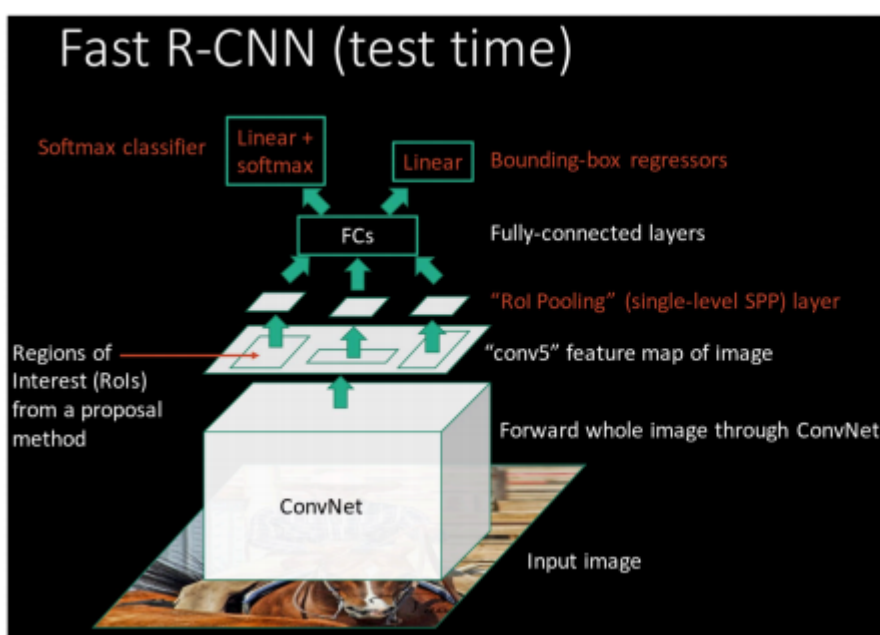 Fast R-CNN (test time)
Softmax classifier
Linear +
softmax
Linear
Bounding-box regressors
FCs
Fully-connected layers
"RoI Pooling" (single-level SPP) layer
Regions of
Interest (RoIs)
from a proposal
method
"conv5" feature map of image
Forward whole image through ConvNet
ConvNet
Input image